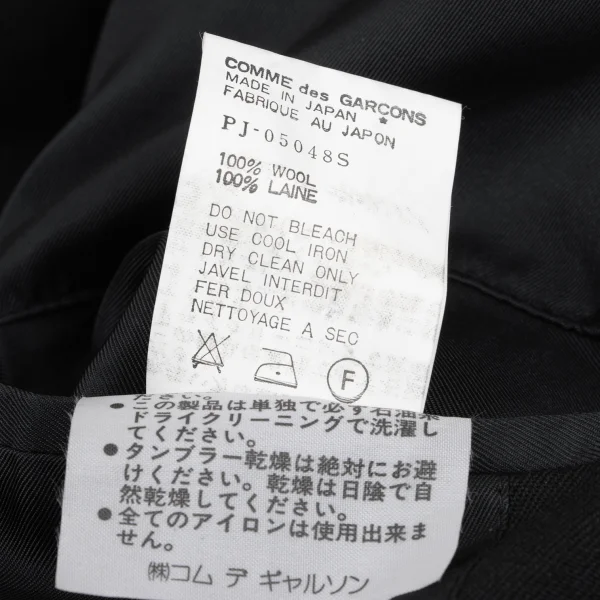 COMME des GARCONS
MADE IN JAPAN ★
FABRIQUE AU JAPON
PJ-05048S
100% WOOL
100% LAINE
DO NOT BLEACH
USE COOL IRON
DRY CLEAN ONLY
JAVEL INTERDIT
FER DOUX
NETTOYAGE A SEC
F
ださい。
●この製品は単独で必ず石油系
ドライクリーニングで洗濯し
てください。
●タンブラー乾燥は絶対にお避
けください。乾燥は日陰で自
然乾燥してください。
●全てのアイロンは使用出来ま
せん。
㈱コム デ ギャルソン